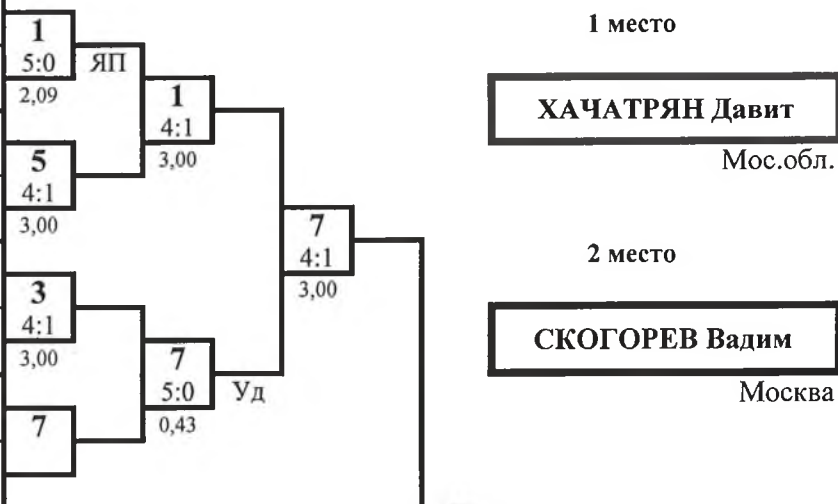 1
5:0
ЯП
2,09
1
4:1
3,00
5
4:1
3,00
7
4:1
3,00
3
4:1
3,00
7
5:0
Уд
0,43
7
1 место
ХАЧАТРЯН Давит
Мос.обл.
2 место
СКОГОРЕВ Вадим
Москва